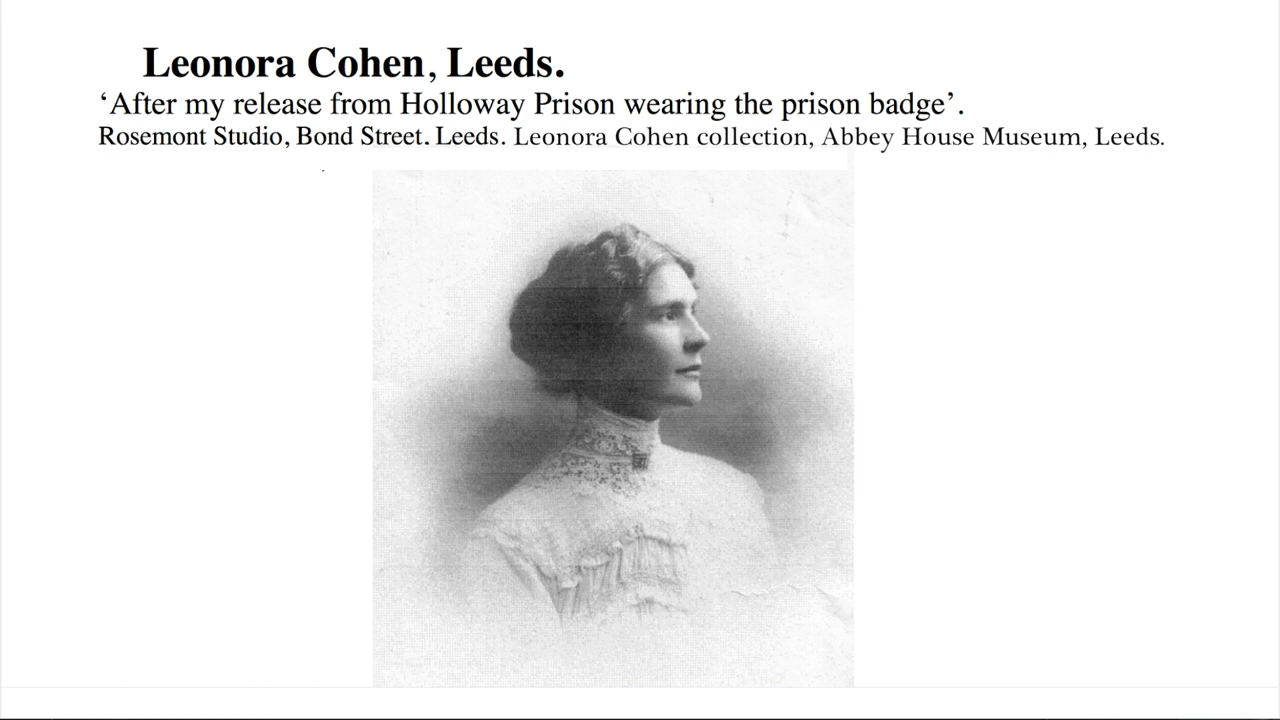 Leonora Cohen, Leeds.
‘After my release from Holloway Prison wearing the prison badge’.
Rosemont Studio, Bond Street. Leeds. Leonora Cohen collection, Abbey House Museum, Leeds.